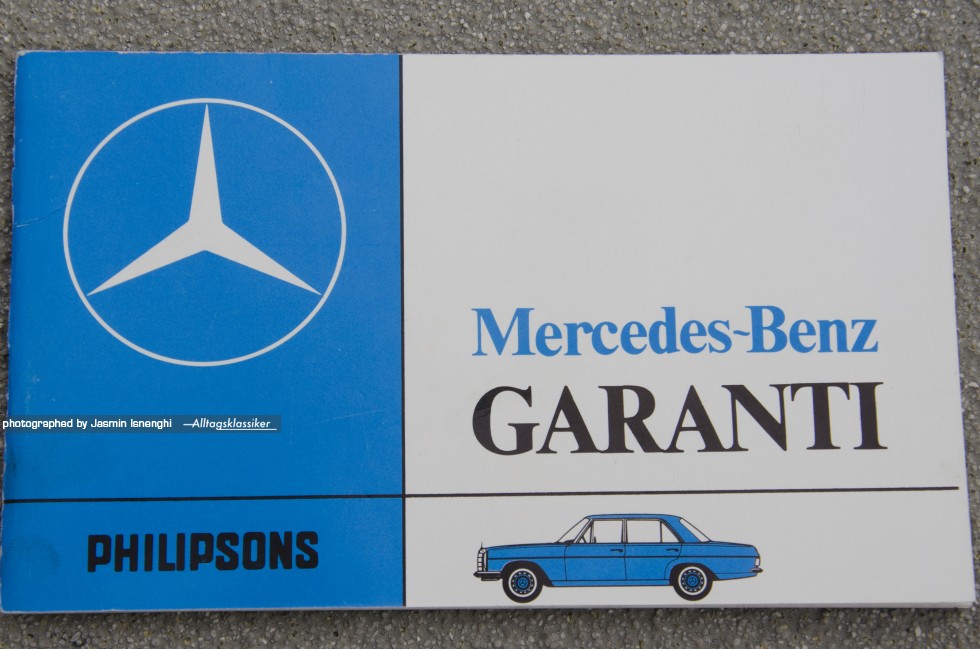 Mercedes-Benz
GARANTI
photographed by Jasmin Isnenghi —Alltagsklassiker
PHILIPSONS